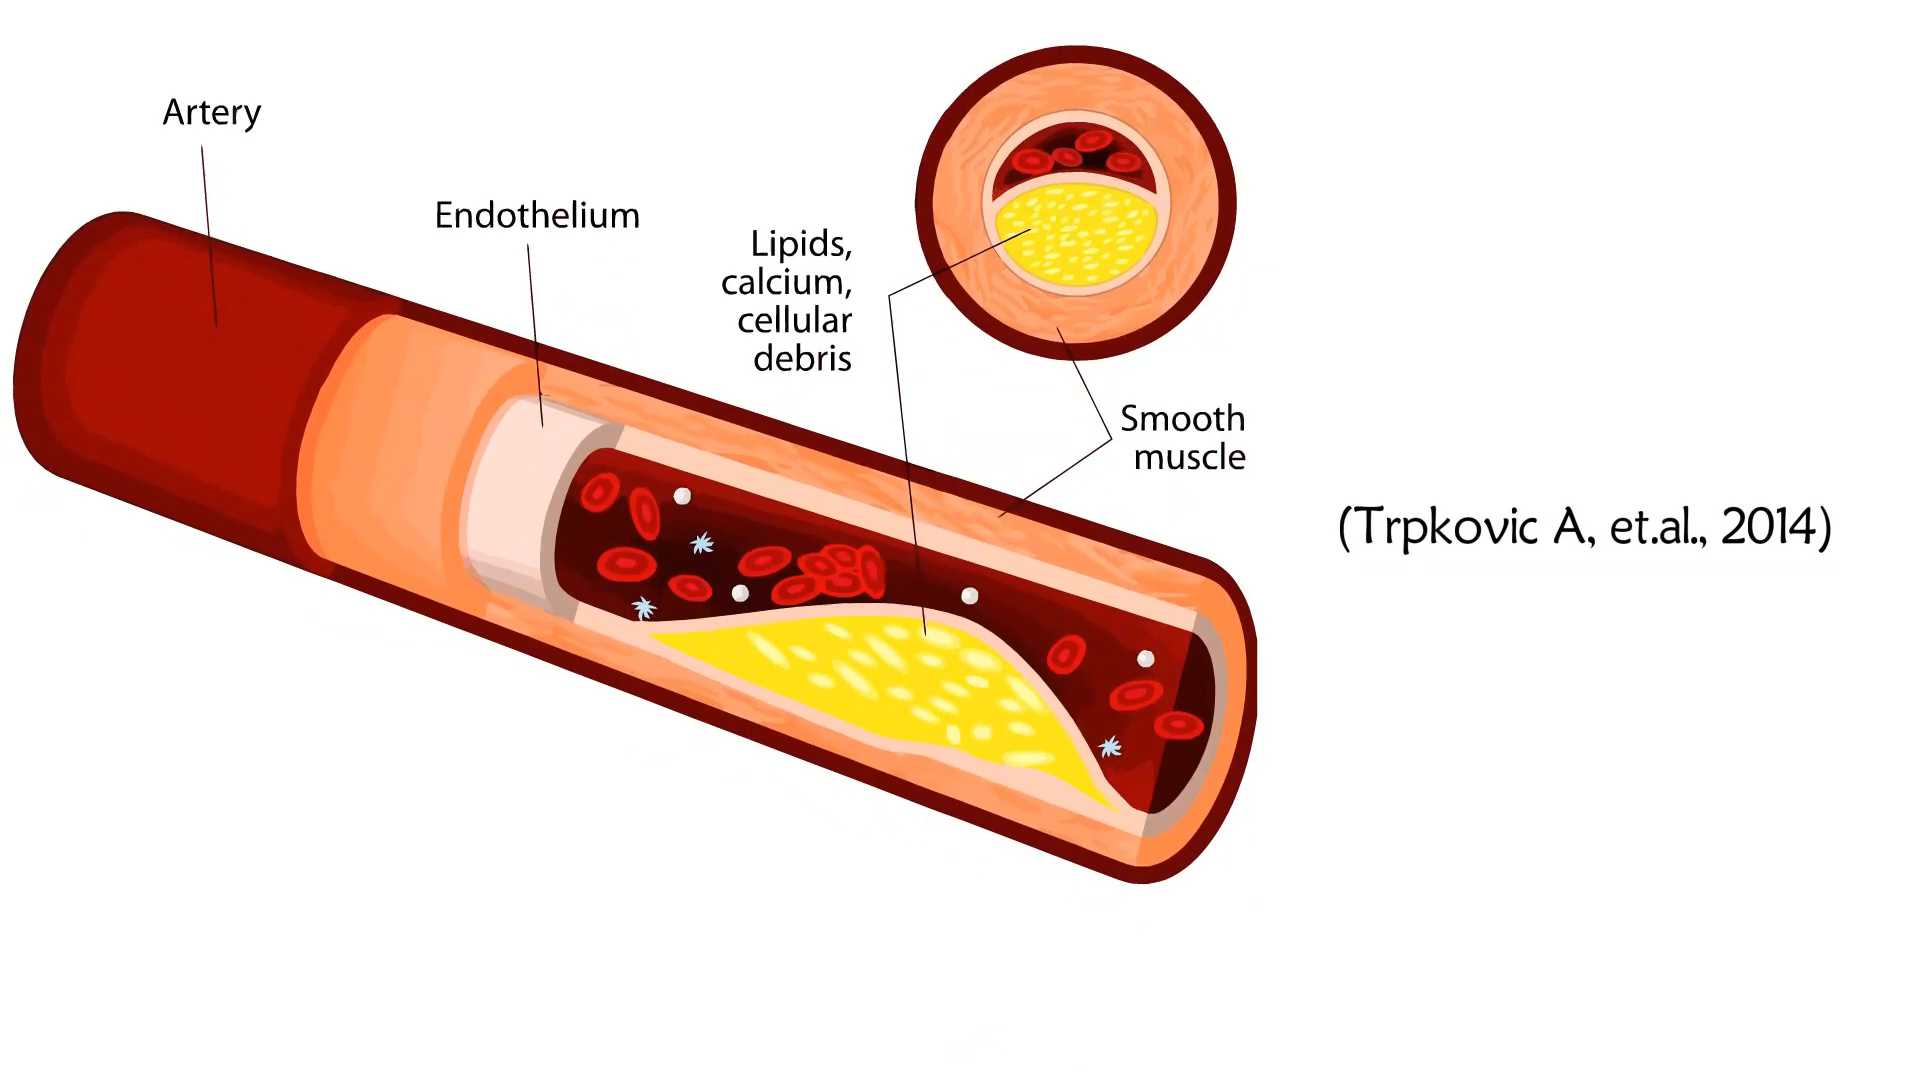 Artery
Endothelium
Lipids,
calcium,
cellular
debris
Smooth
muscle
(Trpkovic A, et.al., 2014)